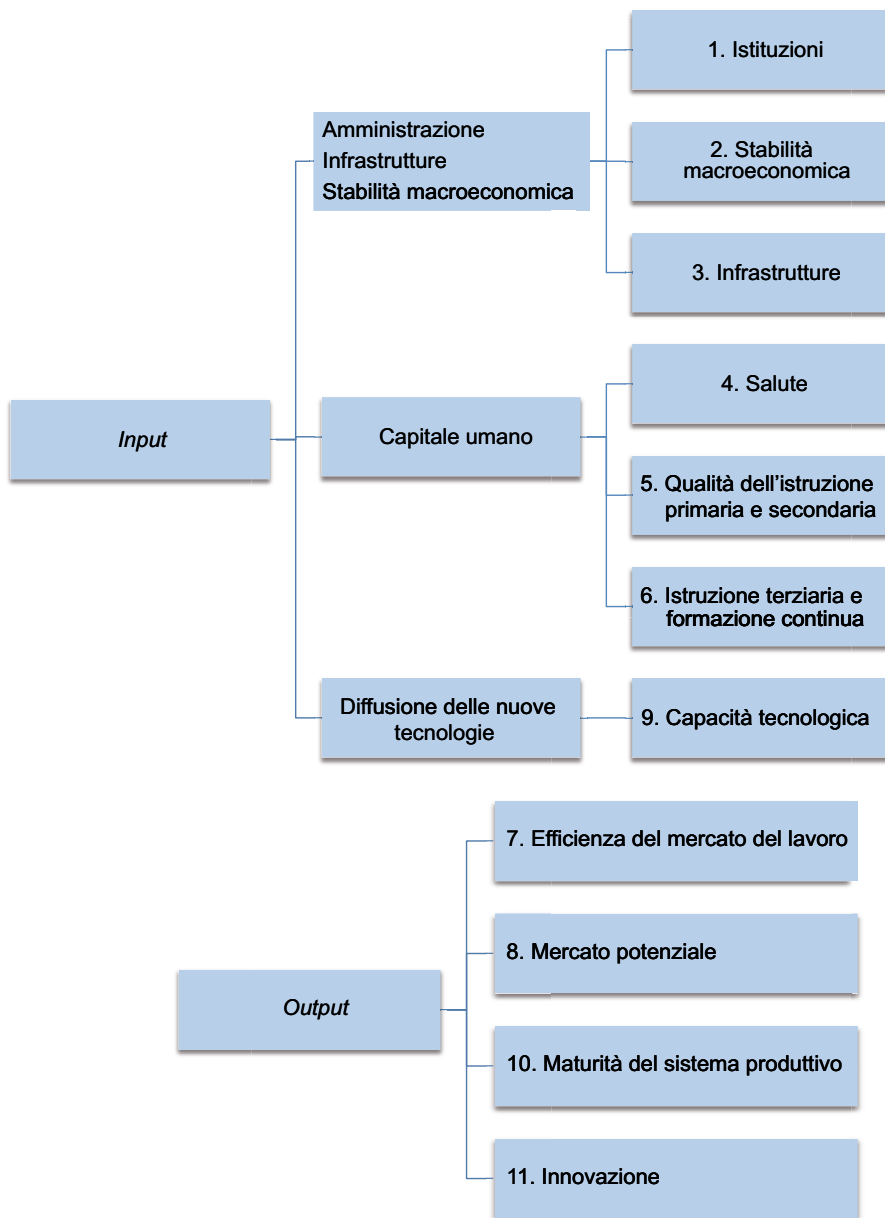 1. Istituzioni
Amministrazione
Infrastrutture
Stabilità macroeconomica
2. Stabilità
macroeconomica
3. Infrastrutture
Input
Capitale umano
4. Salute
5. Qualità dell'istruzione
primaria e secondaria
6. Istruzione terziaria e
formazione continua
Diffusione delle nuove
tecnologie
9. Capacità tecnologica
Output
7. Efficienza del mercato del lavoro
8. Mercato potenziale
10. Maturità del sistema produttivo
11. Innovazione